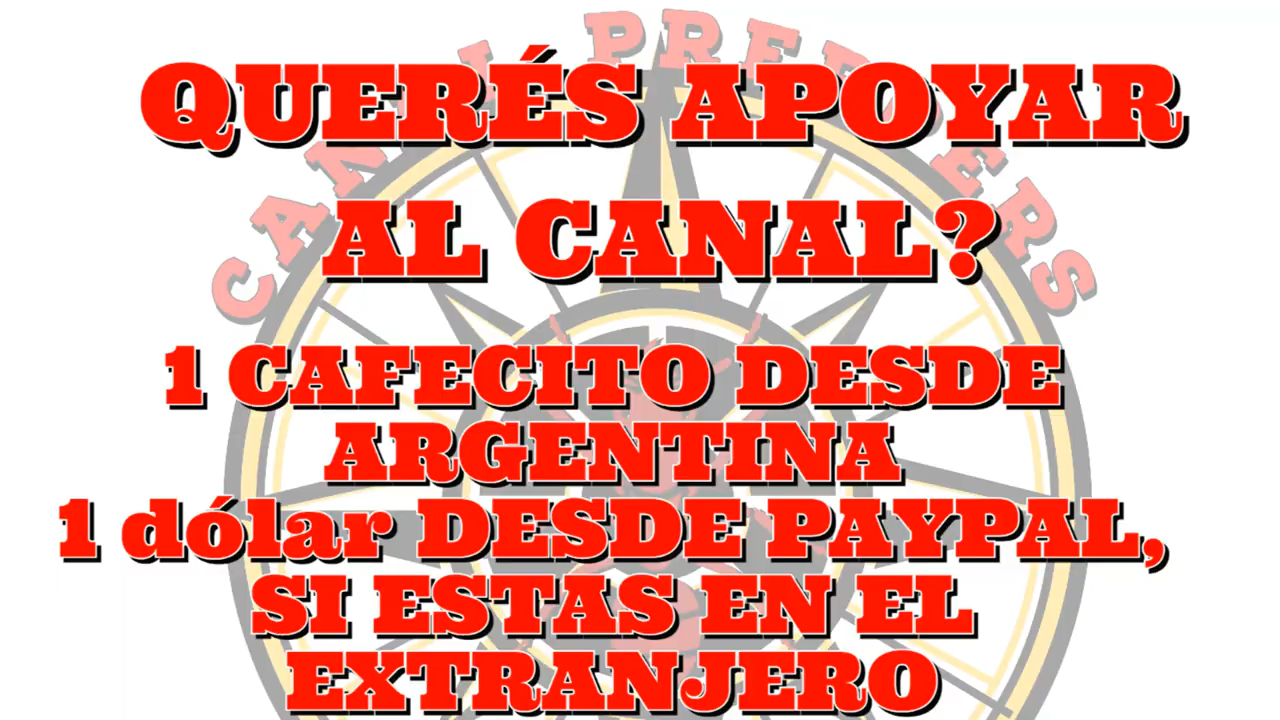 QUERÉS APOYAR
AL CANAL?
1 CAFECITO DESDE
ARGENTINA
1 dólar DESDE PAYPAL,
SI ESTAS EN EL
EXTRANJERO